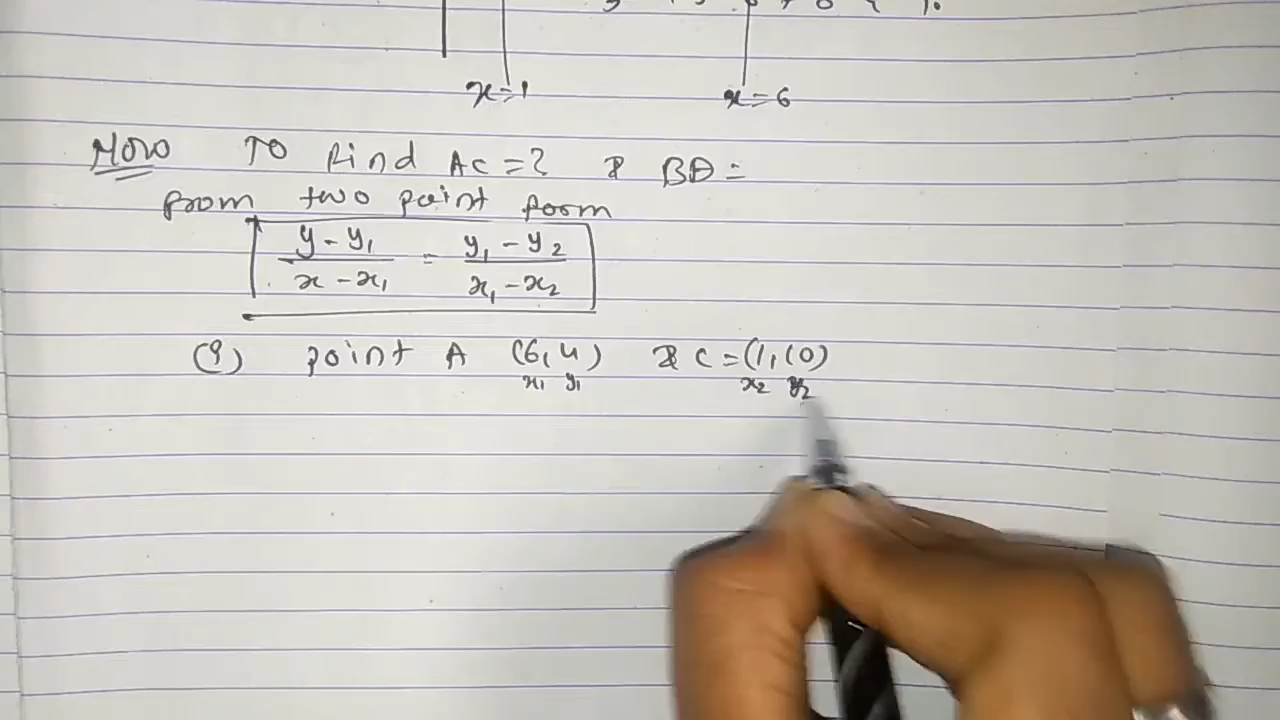 x=1 x=6
Now To find AC=? & BD=
from two point form
y-y₁ / x-x₁ = y₁-y₂ / x₁-x₂
(i) point A (6,4) & C=(1,10)
x₁ y₁ x₂ y₂